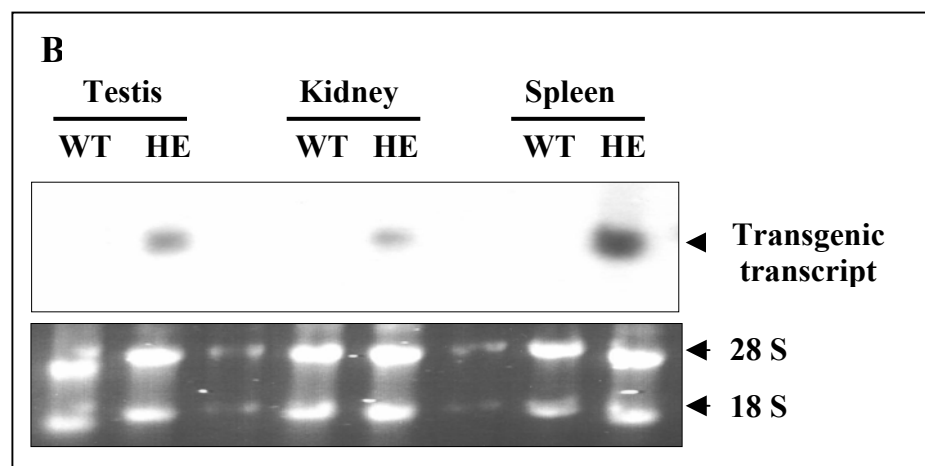 B
Testis Kidney Spleen
WT HE WT HE WT HE
Transgenic
transcript
28 S
18 S